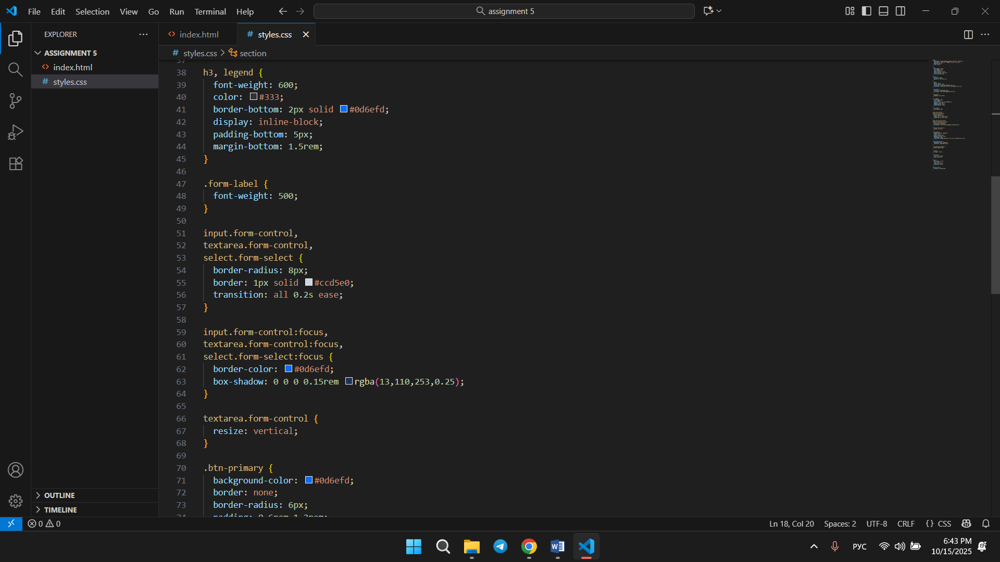 File Edit Selection View Go Run Terminal Help
assignment 5
EXPLORER
ASSIGNMENT 5
index.html
styles.css
OUTLINE
TIMELINE
index.html
styles.css
styles.css > section
37
38 h3, legend {
39 font-weight: 600;
40 color: #333;
41 border-bottom: 2px solid #0d6efd;
42 display: inline-block;
43 padding-bottom: 5px;
44 margin-bottom: 1.5rem;
45 }
46
47 .form-label {
48 font-weight: 500;
49 }
50
51 input.form-control,
52 textarea.form-control,
53 select.form-select {
54 border-radius: 8px;
55 border: 1px solid #ccd5e0;
56 transition: all 0.2s ease;
57 }
58
59 input.form-control:focus,
60 textarea.form-control:focus,
61 select.form-select:focus {
62 border-color: #0d6efd;
63 box-shadow: 0 0 0 0.15rem rgba(13,110,253,0.25);
64 }
65
66 textarea.form-control {
67 resize: vertical;
68 }
69
70 .btn-primary {
71 background-color: #0d6efd;
72 border: none;
73 border-radius: 6px;
74 padding: 0.6rem 1.2rem;
0 0
Ln 18, Col 20 Spaces: 2 UTF-8 CRLF {} CSS
РУС
6:43 PM
10/15/2025